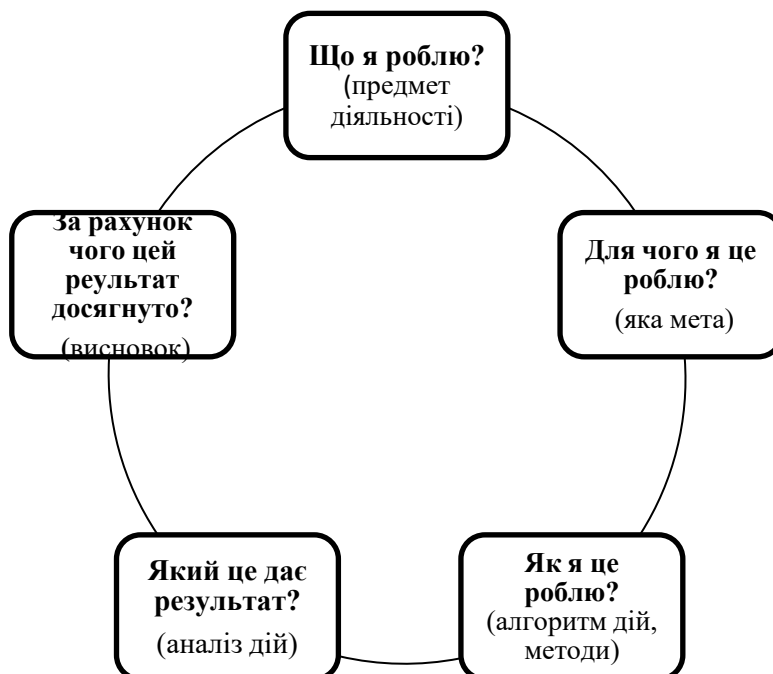 Що я роблю?
(предмет
діяльності)
Для чого я це
роблю?
(яка мета)
Як я це
роблю?
(алгоритм дій,
методи)
Який це дає
результат?
(аналіз дій)
За рахунок
чого цей
реультат
досягнуто?
(висновок)